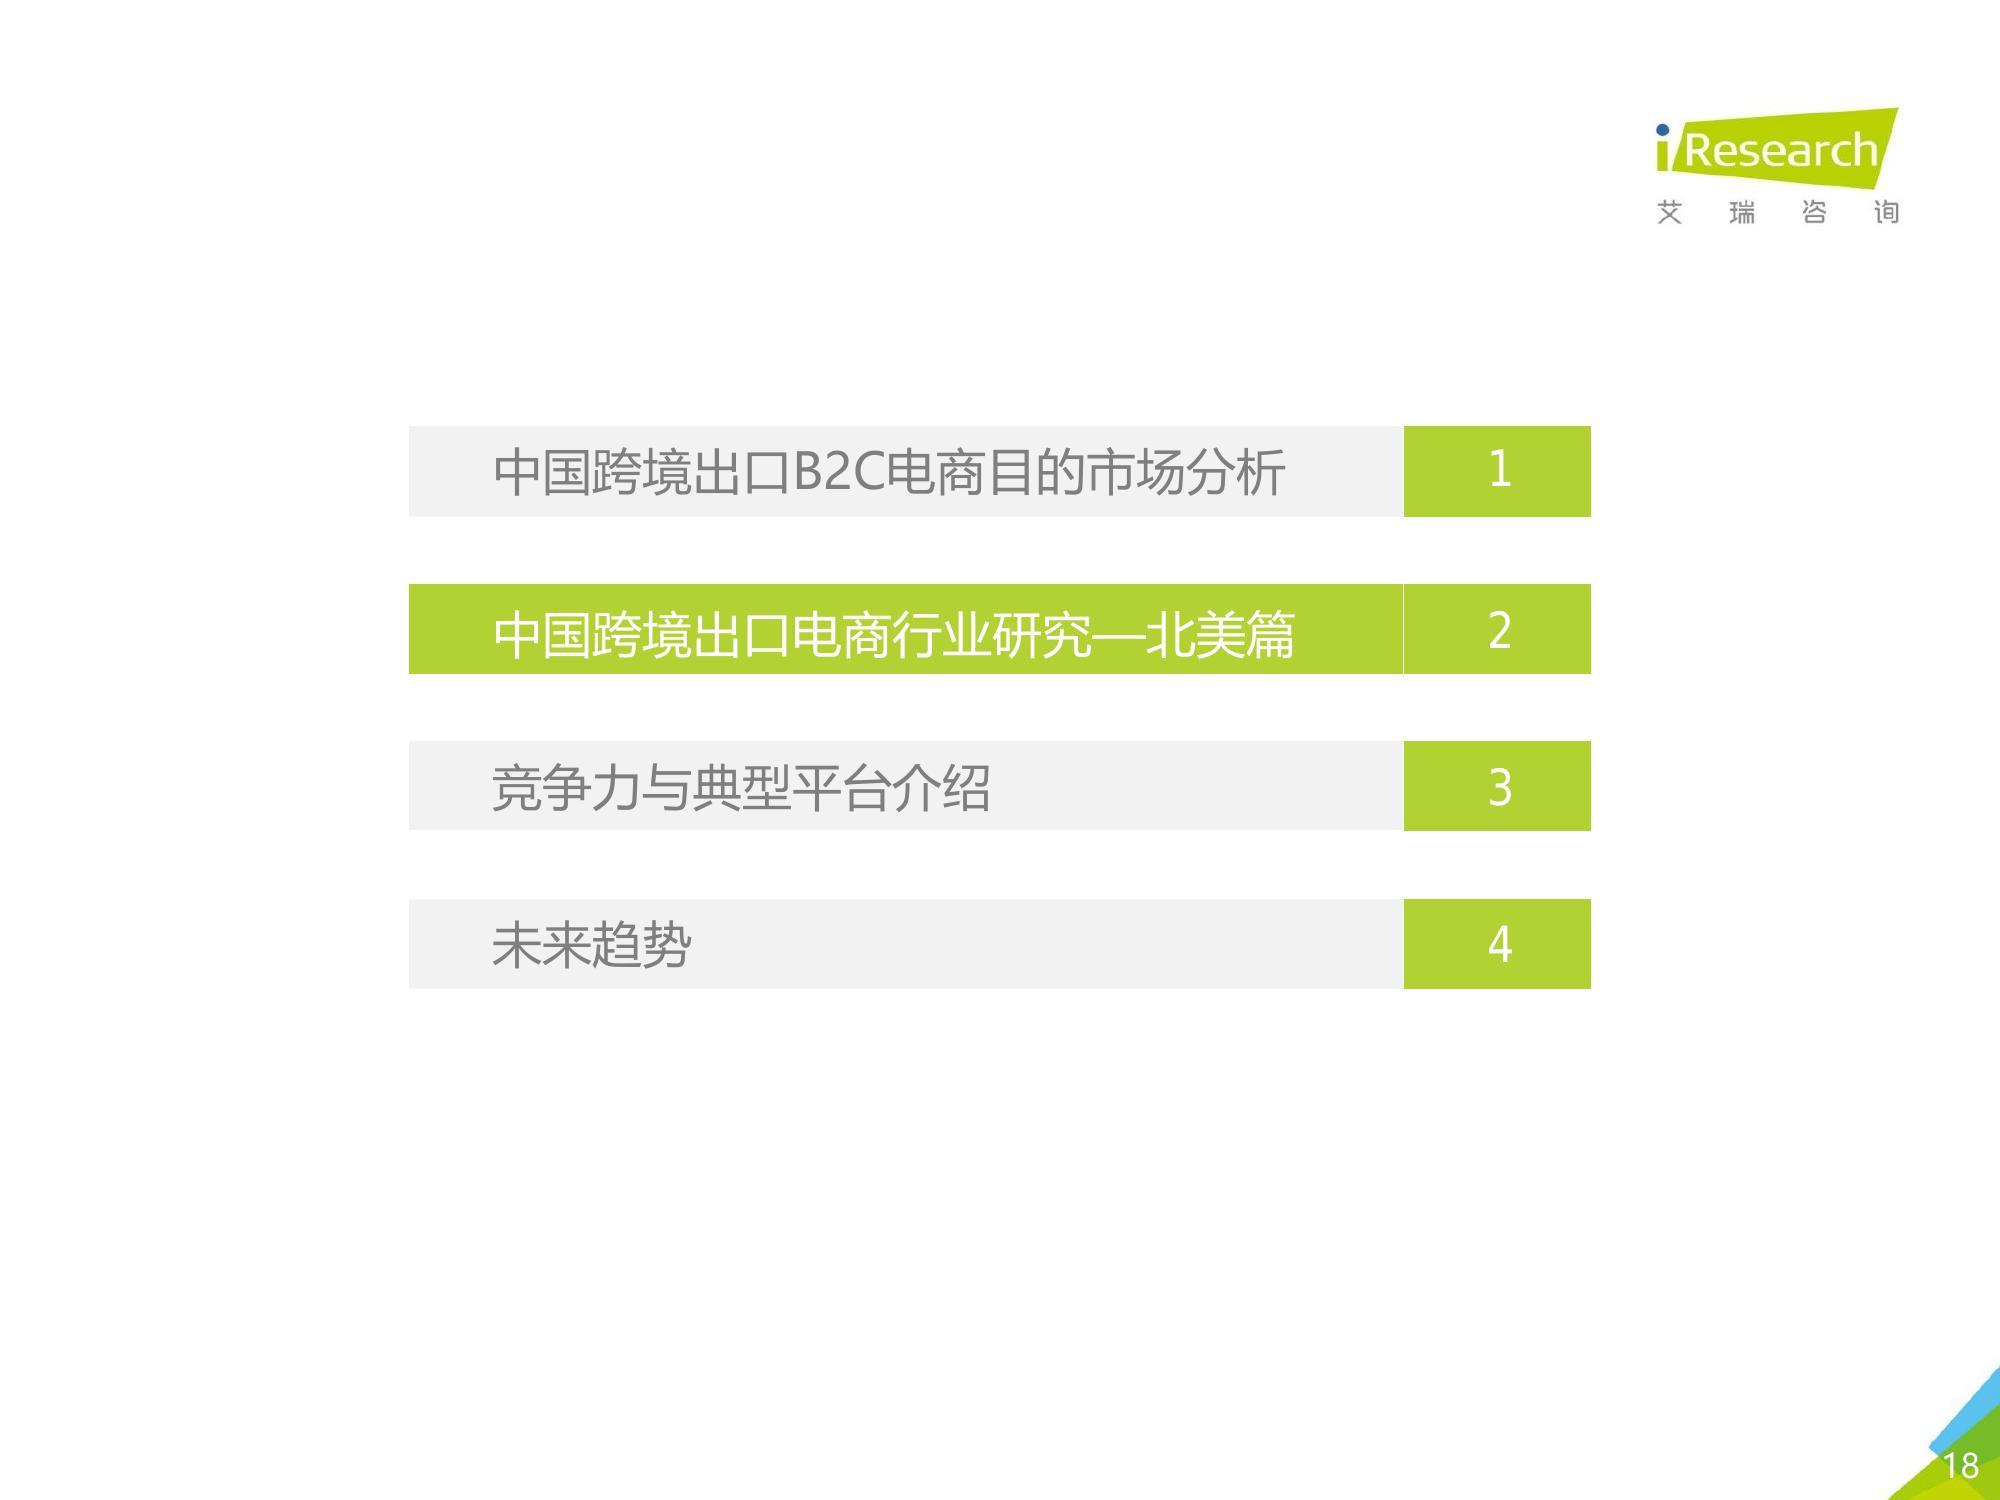 iResearch
艾瑞咨询
中国跨境出口B2C电商目的市场分析 1
中国跨境出口电商行业研究—北美篇 2
竞争力与典型平台介绍 3
未来趋势 4
18